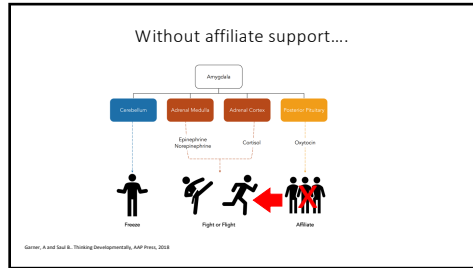 Without affiliate support....
Amygdala
Cerebellum
Adrenal Medulla
Adrenal Cortex
Posterior Pituitary
Epinephrine
Norepinephrine
Cortisol
Oxytocin
Freeze
Fight or Flight
Affiliate
Garner, A and Saul B.. Thinking Developmentally, AAP Press, 2018